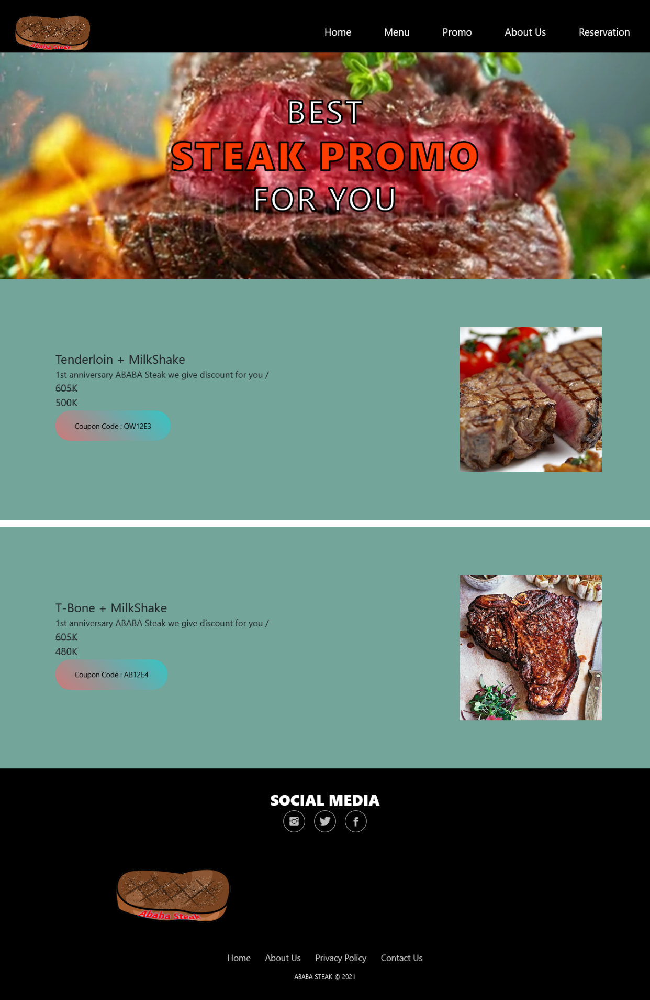 Ababa Steak
Home Menu Promo About Us Reservation
BEST
STEAK PROMO
FOR YOU
Tenderloin + MilkShake
1st anniversary ABABA Steak we give discount for you /
605K
500K
Coupon Code : QW12E3
T-Bone + MilkShake
1st anniversary ABABA Steak we give discount for you /
605K
480K
Coupon Code : AB12E4
SOCIAL MEDIA
Ababa Steak
Home About Us Privacy Policy Contact Us
ABABA STEAK © 2021